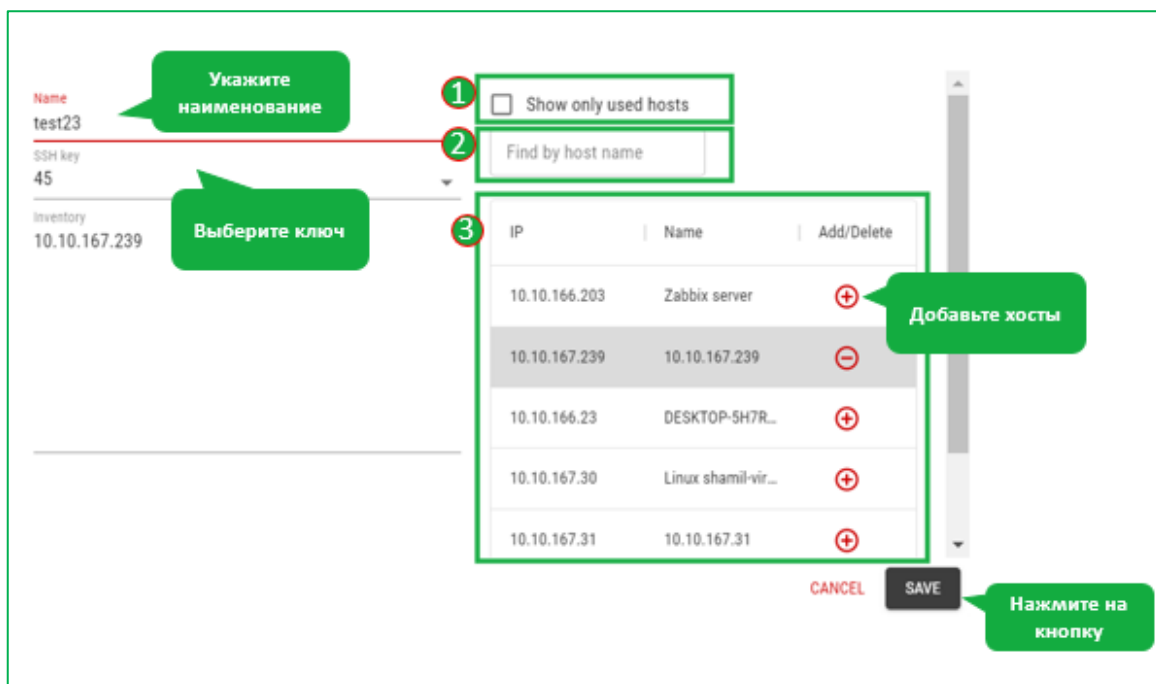 Укажите
наименование
Name
test23
SSH key
45
Выберите ключ
Inventory
10.10.167.239
1
Show only used hosts
2
Find by host name
3
IP Name Add/Delete
10.10.166.203 Zabbix server
Добавьте хосты
10.10.167.239 10.10.167.239
10.10.166.23 DESKTOP-5H7R...
10.10.167.30 Linux shamil-vir...
10.10.167.31 10.10.167.31
CANCEL SAVE
Нажмите на
кнопку